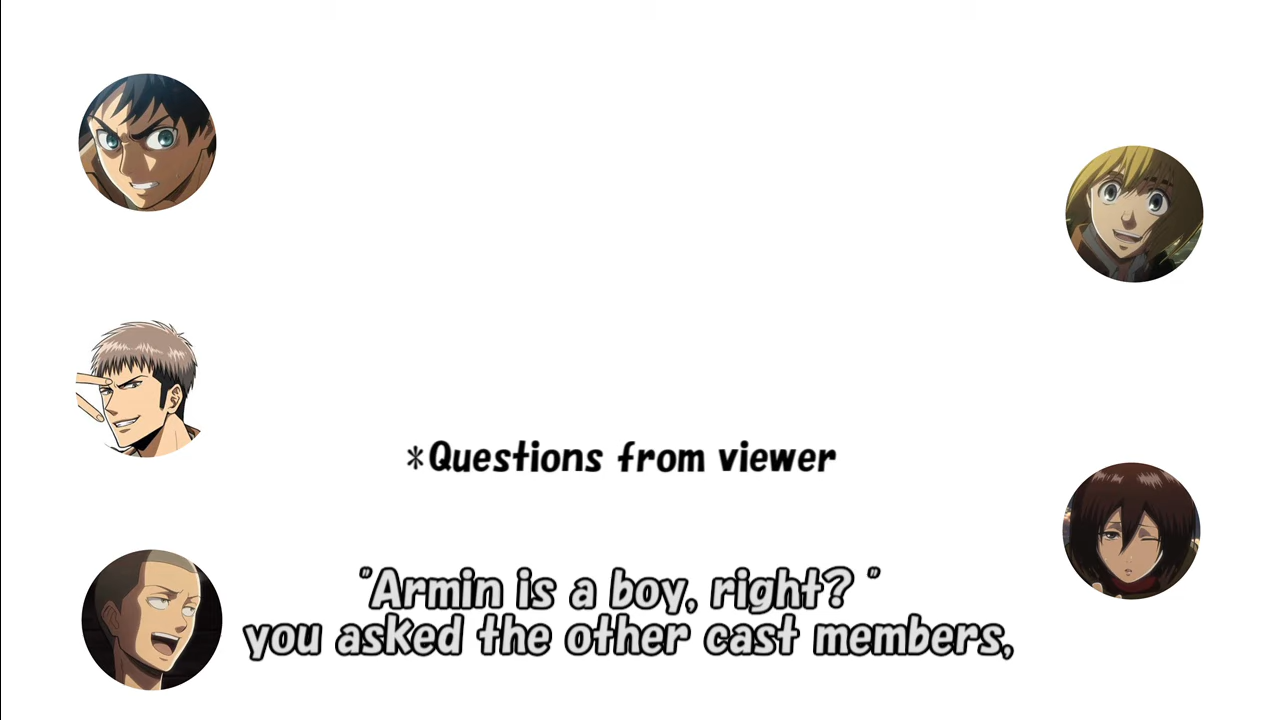 *Questions from viewer
"Armin is a boy, right? "
you asked the other cast members,